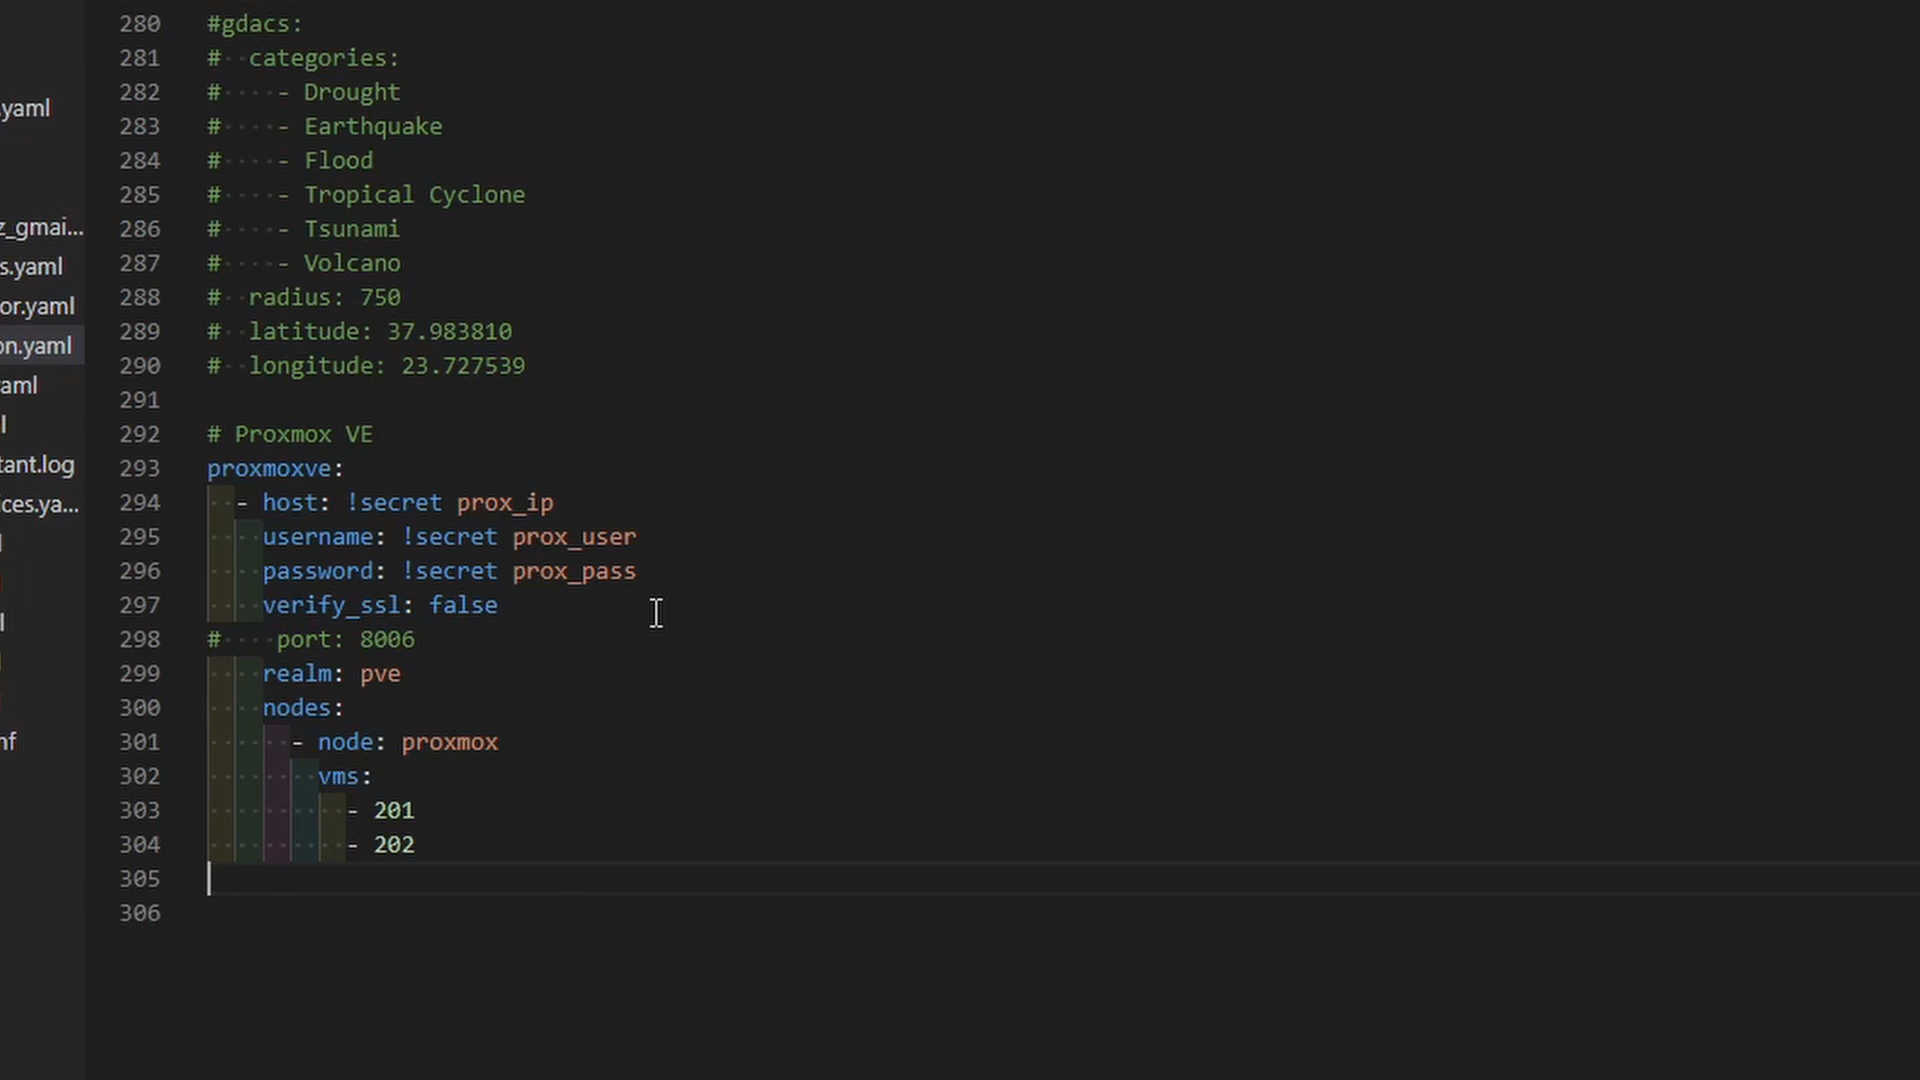 .yaml
z_gmai...
s.yaml
or.yaml
on.yaml
aml
l
tant.log
ices.ya...
l
l
nf
280 #gdacs:
281 #  categories:
282 #    - Drought
283 #    - Earthquake
284 #    - Flood
285 #    - Tropical Cyclone
286 #    - Tsunami
287 #    - Volcano
288 #  radius: 750
289 #  latitude: 37.983810
290 #  longitude: 23.727539
291
292 # Proxmox VE
293 proxmoxve:
294   - host: !secret prox_ip
295     username: !secret prox_user
296     password: !secret prox_pass
297     verify_ssl: false
298 #    port: 8006
299     realm: pve
300     nodes:
301       - node: proxmox
302         vms:
303           - 201
304           - 202
305
306